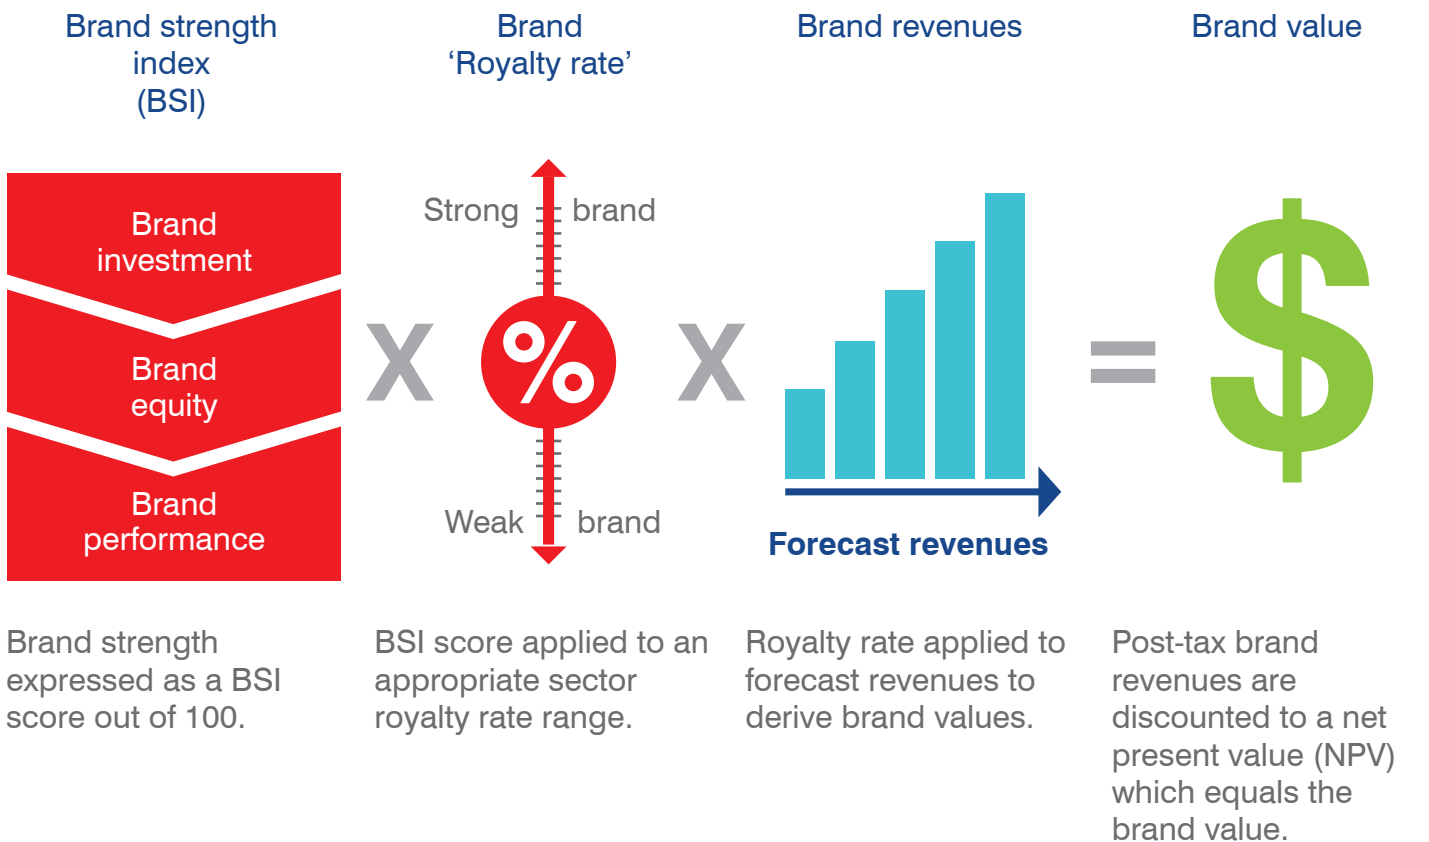 Brand strength
index
(BSI)
Brand
‘Royalty rate’
Brand revenues
Brand value
Brand
investment
Brand
equity
Brand
performance
X
Strong brand
%
Weak brand
X
Forecast revenues
=
$
Brand strength
expressed as a BSI
score out of 100.
BSI score applied to an
appropriate sector
royalty rate range.
Royalty rate applied to
forecast revenues to
derive brand values.
Post-tax brand
revenues are
discounted to a net
present value (NPV)
which equals the
brand value.